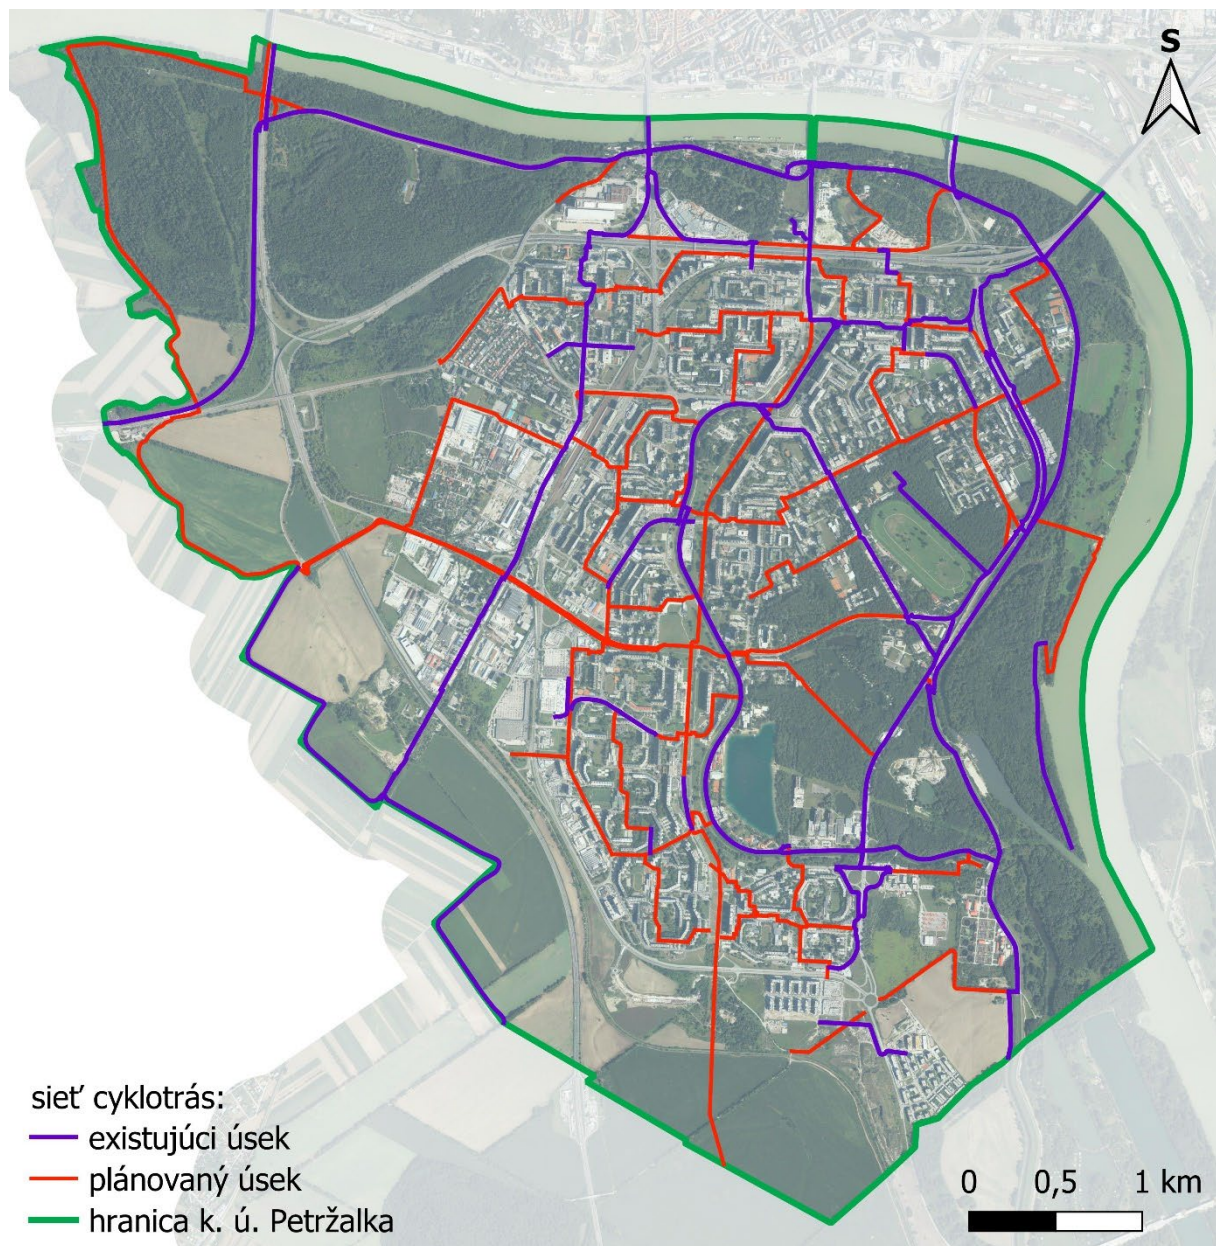 S
sieť cyklotrás:
existujúci úsek
plánovaný úsek
hranica k. ú. Petržalka
0 0,5 1 km